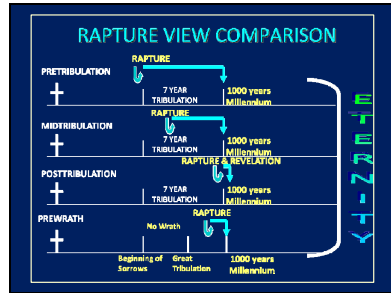 RAPTURE VIEW COMPARISON
RAPTURE
PRETRIBULATION
7 YEAR
TRIBULATION
1000 years
Millennium
RAPTURE
MIDTRIBULATION
7 YEAR
TRIBULATION
1000 years
Millennium
RAPTURE & REVELATION
POSTTRIBULATION
7 YEAR
TRIBULATION
1000 years
Millennium
PREWRATH
RAPTURE
No Wrath
Beginning of
Sorrows
Great
Tribulation
1000 years
Millennium
ETERNITY